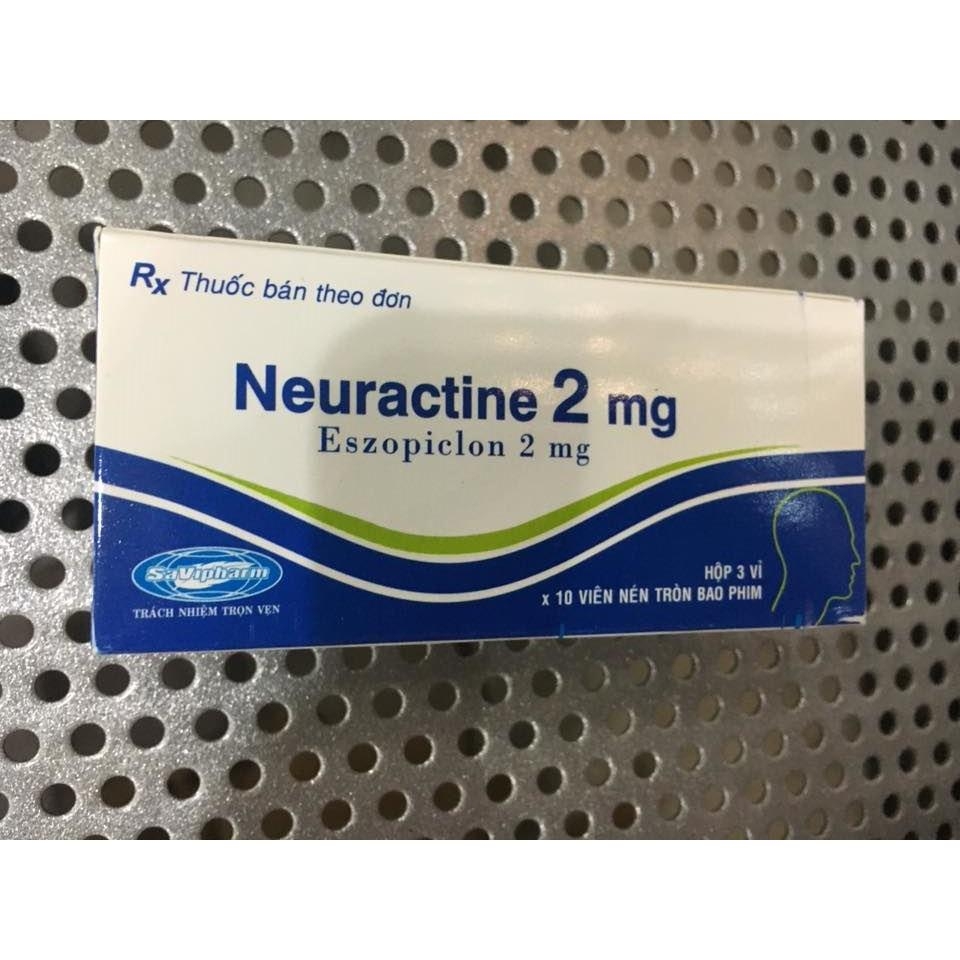 Rx Thuốc bán theo đơn
Neuractine 2 mg
Eszopiclon 2 mg
SaVipharm
TRÁCH NHIỆM TRỌN VẸN
HỘP 3 VỈ
x 10 VIÊN NÉN TRÒN BAO PHIM